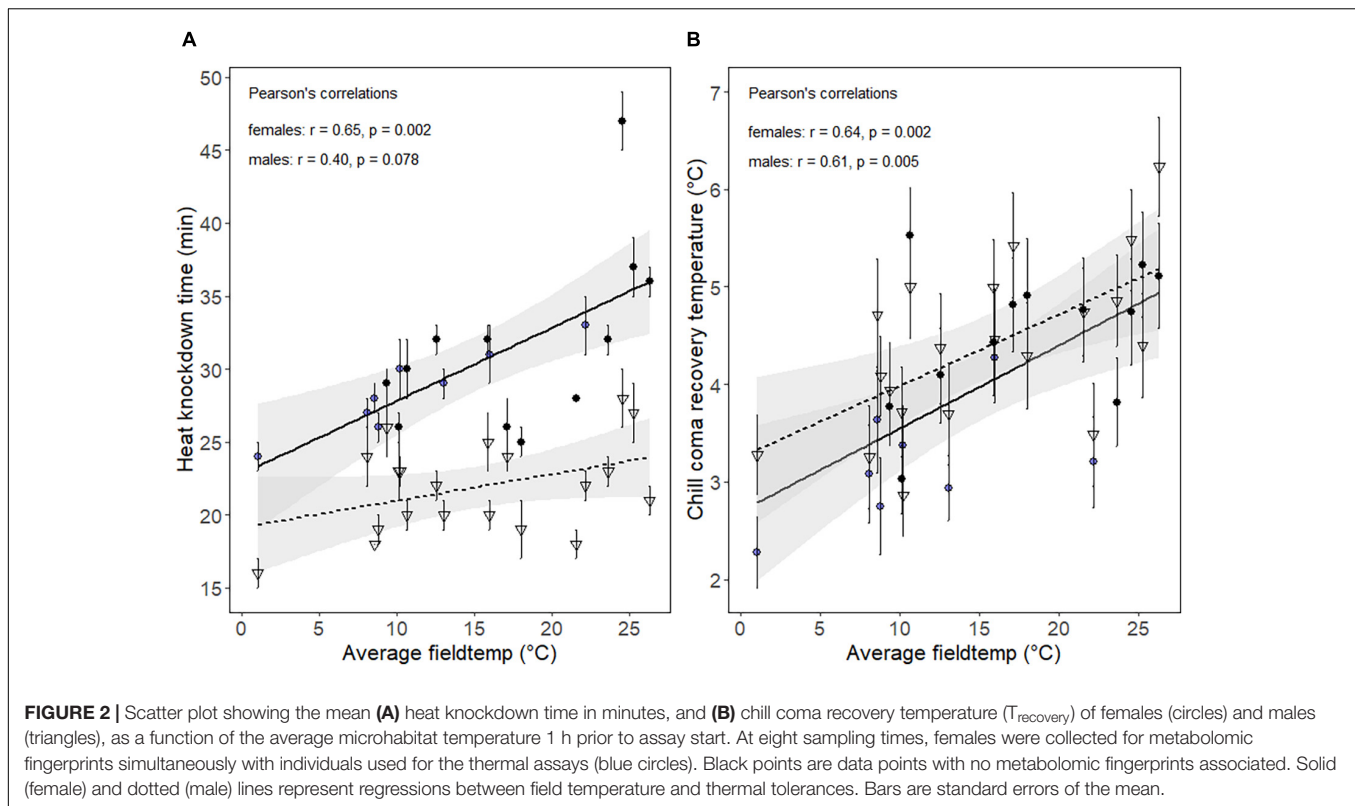 A
50
45
40
35
30
25
20
15
Heat knockdown time (min)
Pearson's correlations
females: r = 0.65, p = 0.002
males: r = 0.40, p = 0.078
0 5 10 15 20 25
Average fieldtemp (°C)
B
7
6
5
4
3
2
Chill coma recovery temperature (°C)
Pearson's correlations
females: r = 0.64, p = 0.002
males: r = 0.61, p = 0.005
0 5 10 15 20 25
Average fieldtemp (°C)
FIGURE 2 | Scatter plot showing the mean (A) heat knockdown time in minutes, and (B) chill coma recovery temperature (Trecovery) of females (circles) and males
(triangles), as a function of the average microhabitat temperature 1 h prior to assay start. At eight sampling times, females were collected for metabolomic
fingerprints simultaneously with individuals used for the thermal assays (blue circles). Black points are data points with no metabolomic fingerprints associated. Solid
(female) and dotted (male) lines represent regressions between field temperature and thermal tolerances. Bars are standard errors of the mean.